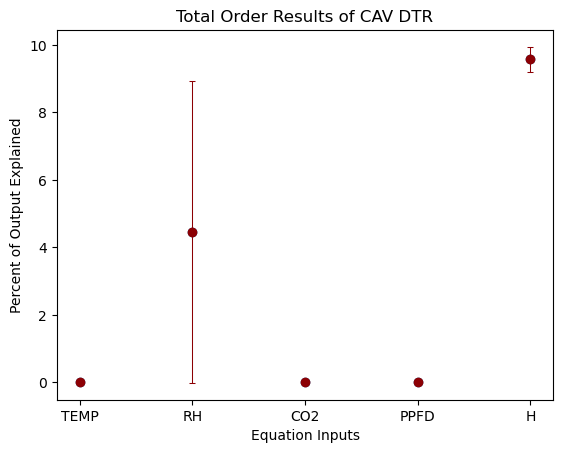 Total Order Results of CAV DTR
Percent of Output Explained
10
8
6
4
2
0
TEMP RH CO2 PPFD H
Equation Inputs